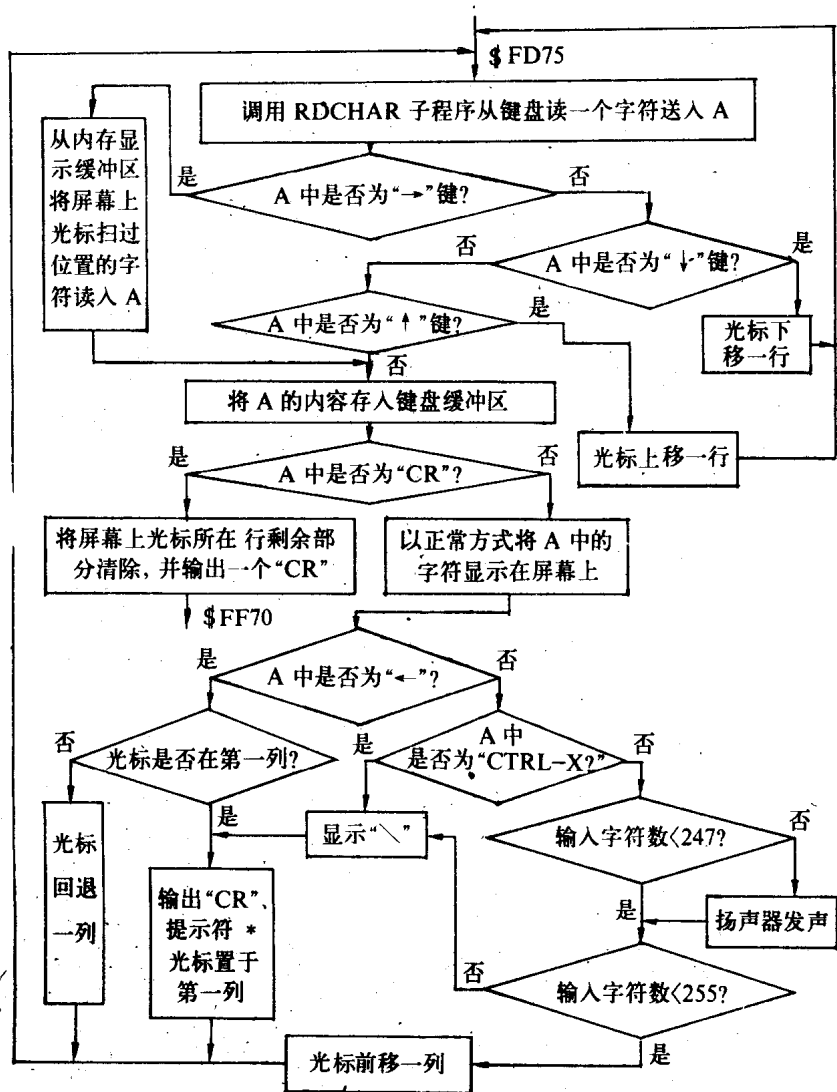 $FD75
调用 RDCHAR 子程序从键盘读一个字符送入 A
从内存显
示缓冲区
将屏幕上
光标扫过
位置的字
符读入 A
是
A 中是否为“→”键?
否
否
A 中是否为“↓”键?
是
A 中是否为“↑”键?
是
光标下
移一行
否
将 A 的内容存入键盘缓冲区
光标上移一行
是
A 中是否为“CR”?
否
将屏幕上光标所在 行剩余部
分清除, 并输出一个“CR”
以正常方式将 A 中的
字符显示在屏幕上
$FF70
是
A 中是否为“←”?
否
否
光标是否在第一列?
是
A 中
是否为“CTRL-X?”
否
是
显示“\”
输入字符数<247?
否
光标
回退
一列
输出“CR”、
提示符 *
光标置于
第一列
是
扬声器发声
否
输入字符数<255?
光标前移一列
是